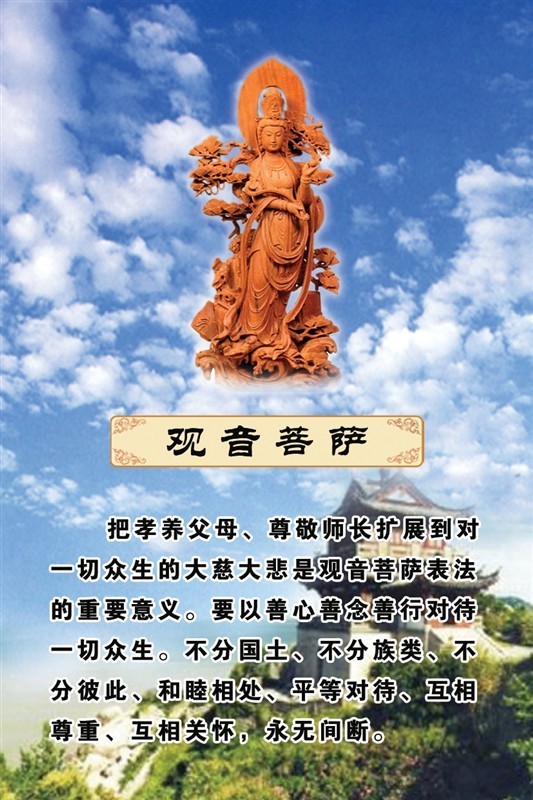 观音菩萨
把孝养父母、尊敬师长扩展到对
一切众生的大慈大悲是观音菩萨表法
的重要意义。要以善心善念善行对待
一切众生。不分国土、不分族类、不
分彼此、和睦相处、平等对待、互相
尊重、互相关怀，永无间断。